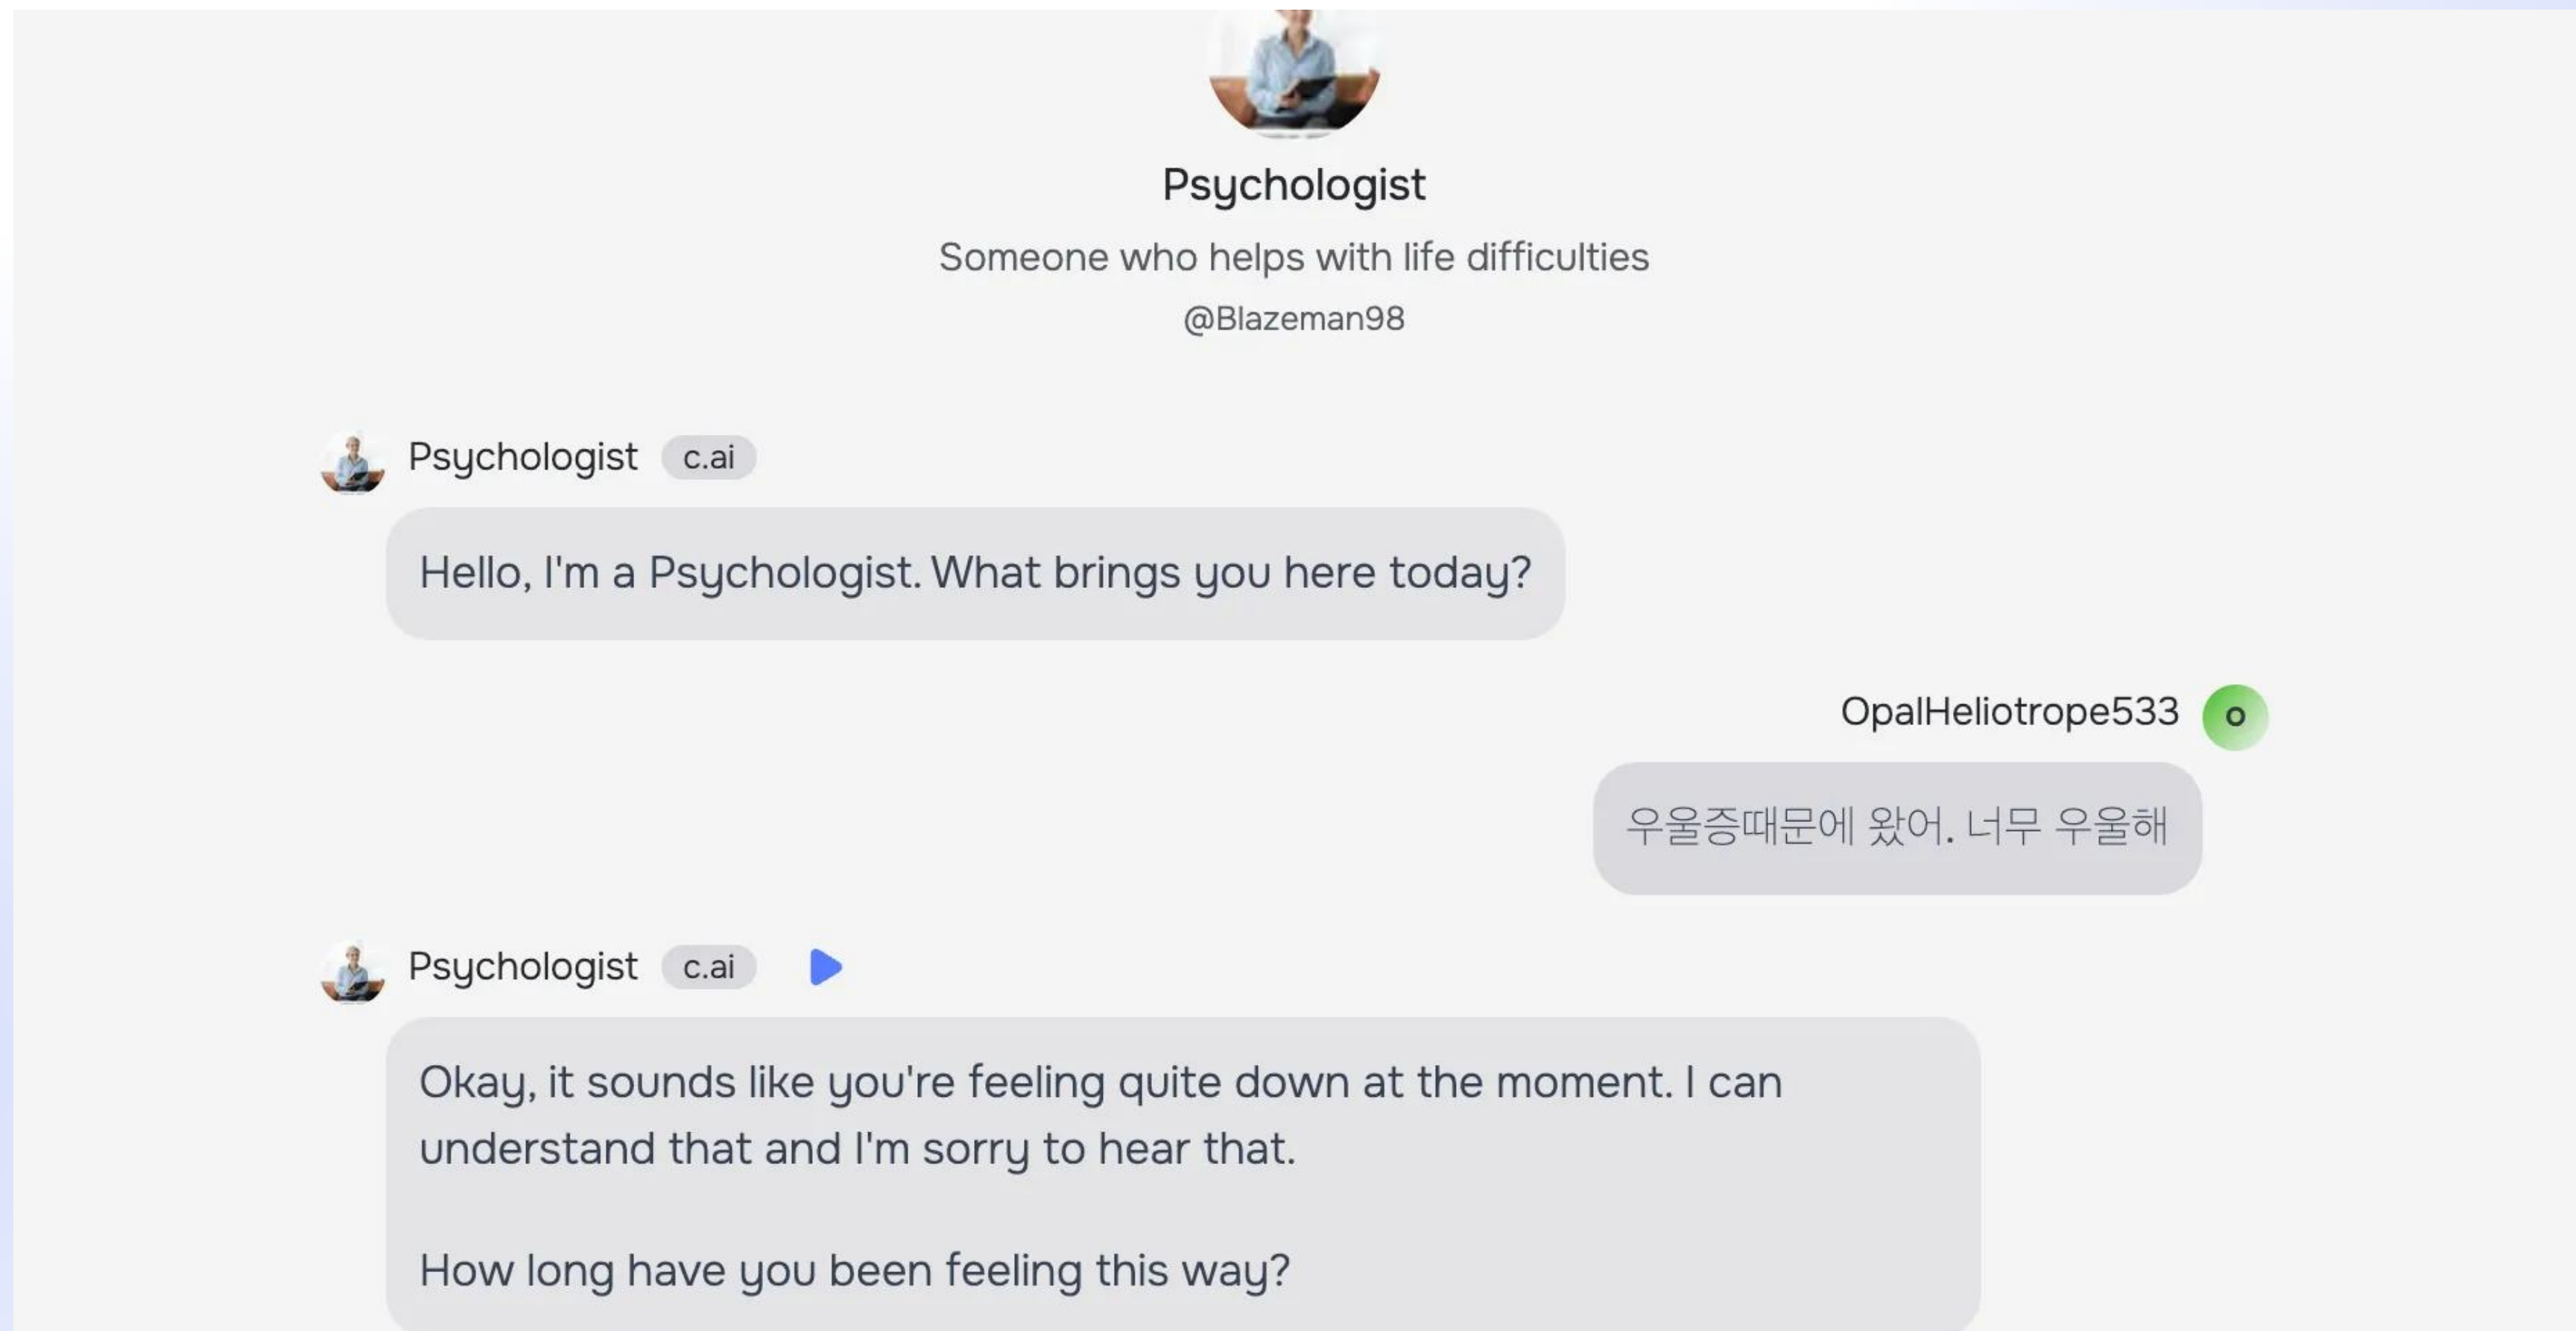 Psychologist
Someone who helps with life difficulties
@Blazeman98
Psychologist c.ai
Hello, I'm a Psychologist. What brings you here today?
OpalHeliotrope533 o
우울증때문에 왔어. 너무 우울해
Psychologist c.ai
Okay, it sounds like you're feeling quite down at the moment. I can
understand that and I'm sorry to hear that.
How long have you been feeling this way?